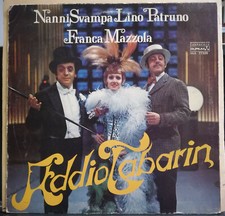 Nanni Svampa Lino Patruno
Franca Mazzola
Addio Tabarin